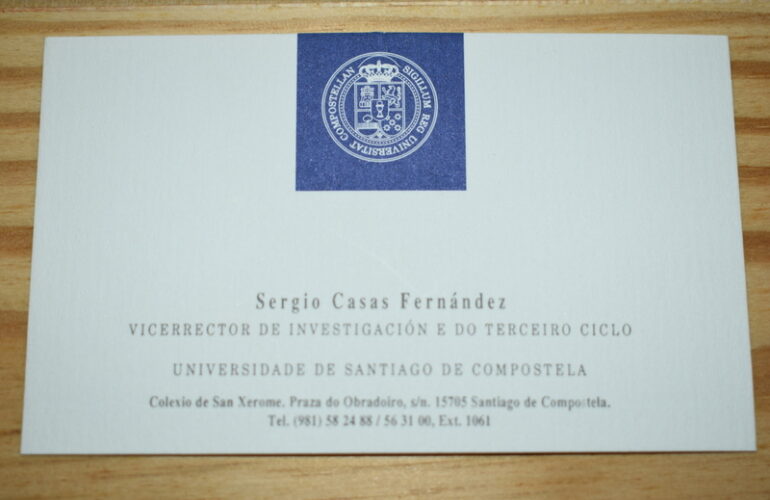 SIGILLUM REG UNIVERSITAT COMPOSTELLAN
Sergio Casas Fernández
VICERRECTOR DE INVESTIGACIÓN E DO TERCEIRO CICLO
UNIVERSIDADE DE SANTIAGO DE COMPOSTELA
Colexio de San Xerome. Praza do Obradoiro, s/n. 15705 Santiago de Compostela.
Tel. (981) 58 24 88 / 56 31 00, Ext. 1061